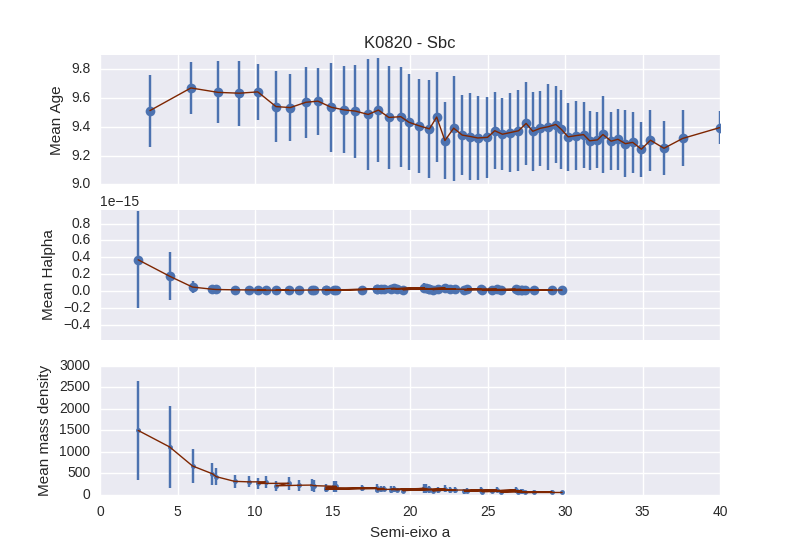 K0820 - Sbc
9.8
9.6
9.4
9.2
9.0
Mean Age
1e−15
0.8
0.6
0.4
0.2
0.0
−0.2
−0.4
Mean Halpha
3000
2500
2000
1500
1000
500
0
Mean mass density
0 5 10 15 20 25 30 35 40
Semi-eixo a